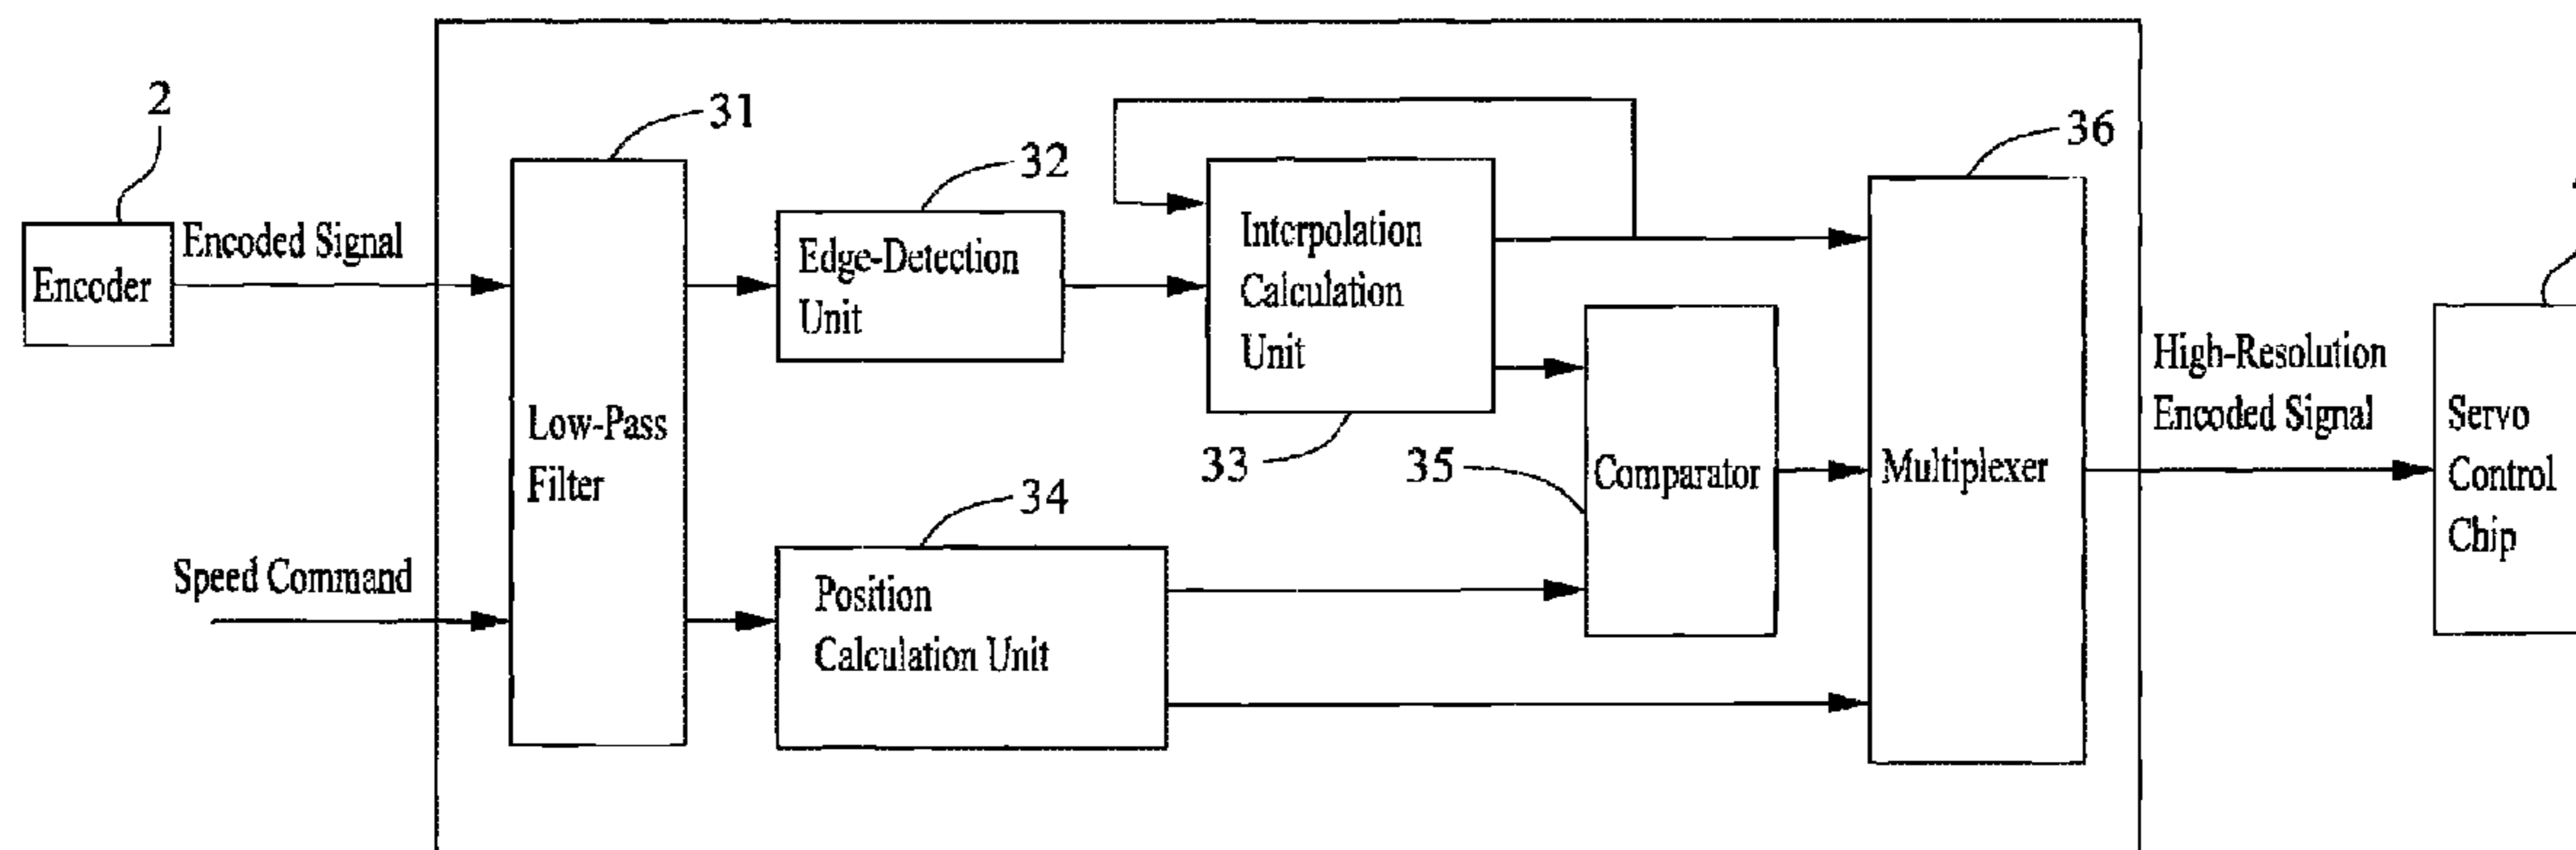 2
Encoder
Encoded Signal
Speed Command
31
Low-Pass
Filter
32
Edge-Detection
Unit
Interpolation
Calculation
Unit
33
34
Position
Calculation Unit
35
Comparator
36
Multiplexer
High-Resolution
Encoded Signal
Servo
Control
Chip